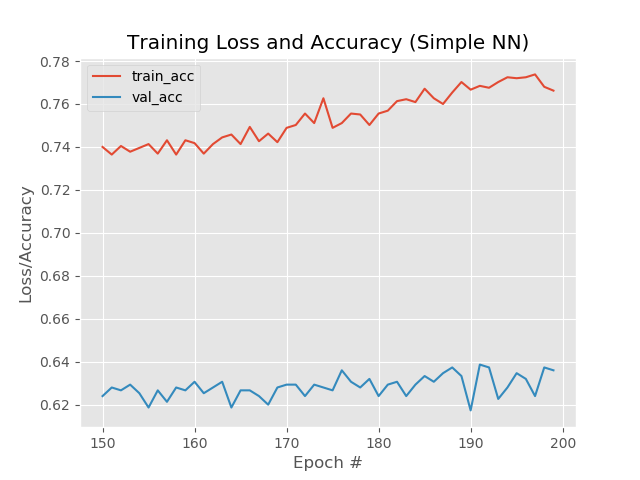 Training Loss and Accuracy (Simple NN)
train_acc
val_acc
0.78
0.76
0.74
0.72
0.70
0.68
0.66
0.64
0.62
Loss/Accuracy
150 160 170 180 190 200
Epoch #